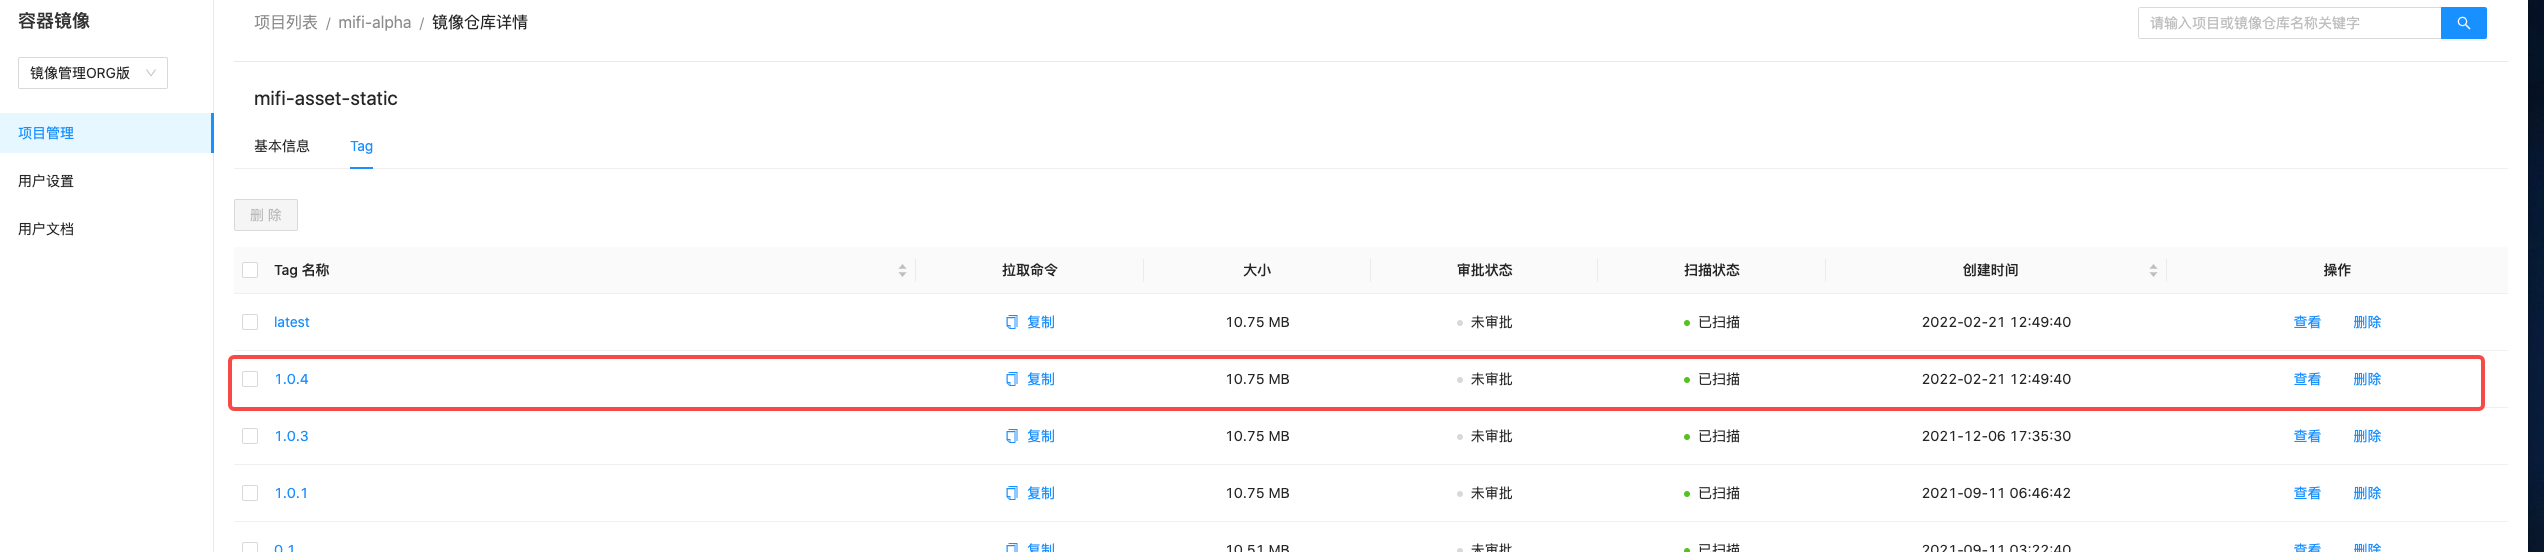 容器镜像
项目列表 / mifi-alpha / 镜像仓库详情
请输入项目或镜像仓库名称关键字
镜像管理ORG版
项目管理
用户设置
用户文档
mifi-asset-static
基本信息 Tag
删 除
Tag 名称 拉取命令 大小 审批状态 扫描状态 创建时间 操作
latest 复制 10.75 MB 未审批 已扫描 2022-02-21 12:49:40 查看 删除
1.0.4 复制 10.75 MB 未审批 已扫描 2022-02-21 12:49:40 查看 删除
1.0.3 复制 10.75 MB 未审批 已扫描 2021-12-06 17:35:30 查看 删除
1.0.1 复制 10.75 MB 未审批 已扫描 2021-09-11 06:46:42 查看 删除
0.1 复制 10.51 MB 未审批 已扫描 2021-09-11 03:22:40 查看 删除